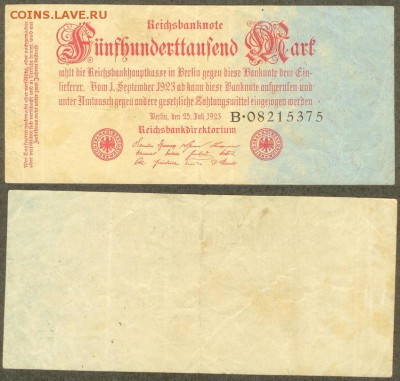 COINS.LAVE.RU
Reichsbanknote
Fünfhunderttausend Mark
zahlt die Reichsbankhauptkasse in Berlin gegen diese Banknote dem Ein-
lieferer. Vom 1. September 1923 ab kann diese Banknote aufgerufen und
unter Umtausch gegen andere gesetzliche Zahlungsmittel eingezogen werden
Berlin, den 25. Juli 1923
B·08215375
Reichsbankdirektorium